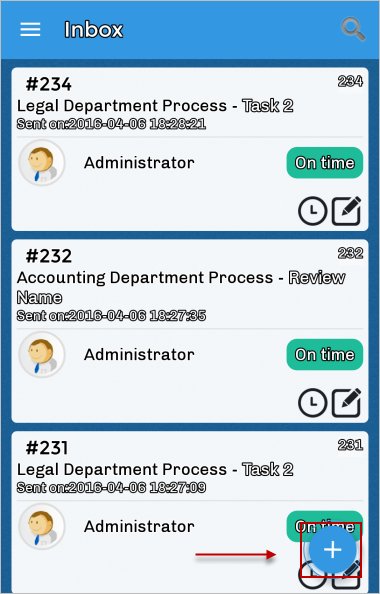 Inbox
#234 234
Legal Department Process - Task 2
Sent on:2016-04-06 18:28:21
Administrator On time
#232 232
Accounting Department Process - Review
Name
Sent on:2016-04-06 18:27:35
Administrator On time
#231 231
Legal Department Process - Task 2
Sent on:2016-04-06 18:27:09
Administrator On time
+